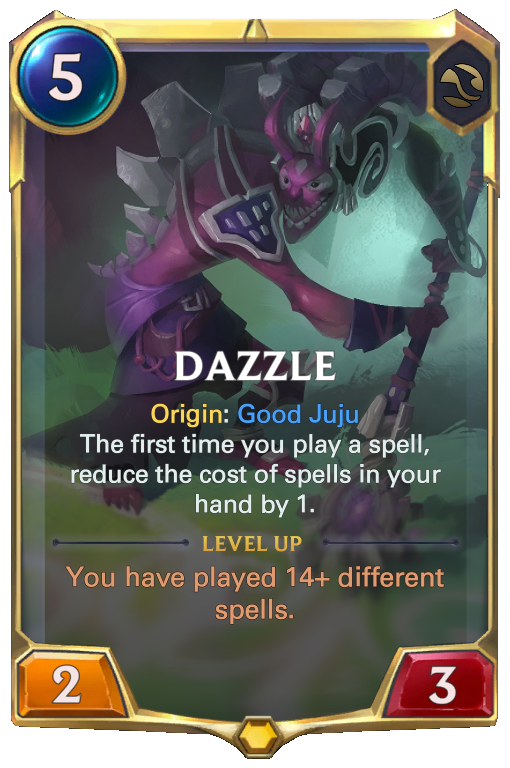 5
DAZZLE
Origin: Good Juju
The first time you play a spell,
reduce the cost of spells in your
hand by 1.
LEVEL UP
You have played 14+ different
spells.
2
3